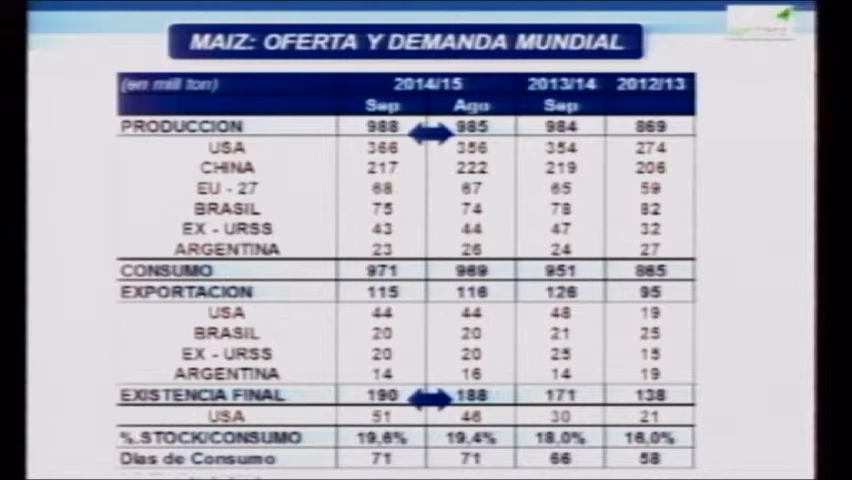 MAIZ: OFERTA Y DEMANDA MUNDIAL
(en mill ton) 2014/15 2013/14 2012/13
Sep Ago Sep
PRODUCCION 988 985 984 869
USA 366 356 354 274
CHINA 217 222 219 206
EU - 27 68 67 65 59
BRASIL 75 74 78 82
EX - URSS 43 44 47 32
ARGENTINA 23 26 24 27
CONSUMO 971 969 951 865
EXPORTACION 115 116 126 95
USA 44 44 48 19
BRASIL 20 20 21 25
EX - URSS 20 20 25 15
ARGENTINA 14 16 14 19
EXISTENCIA FINAL 190 188 171 138
USA 51 46 30 21
%.STOCK/CONSUMO 19,6% 19,4% 18,0% 16,0%
Dias de Consumo 71 71 66 58